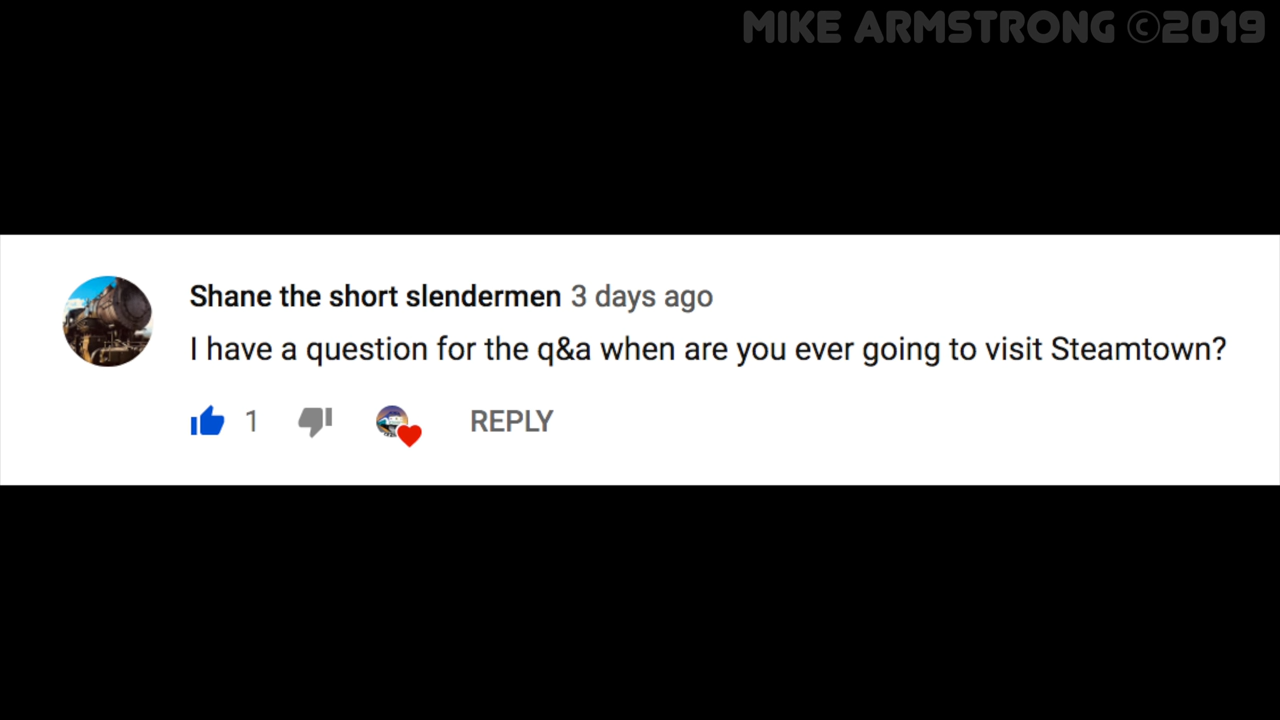 MIKE ARMSTRONG ©2019
Shane the short slendermen 3 days ago
I have a question for the q&a when are you ever going to visit Steamtown?
1 REPLY